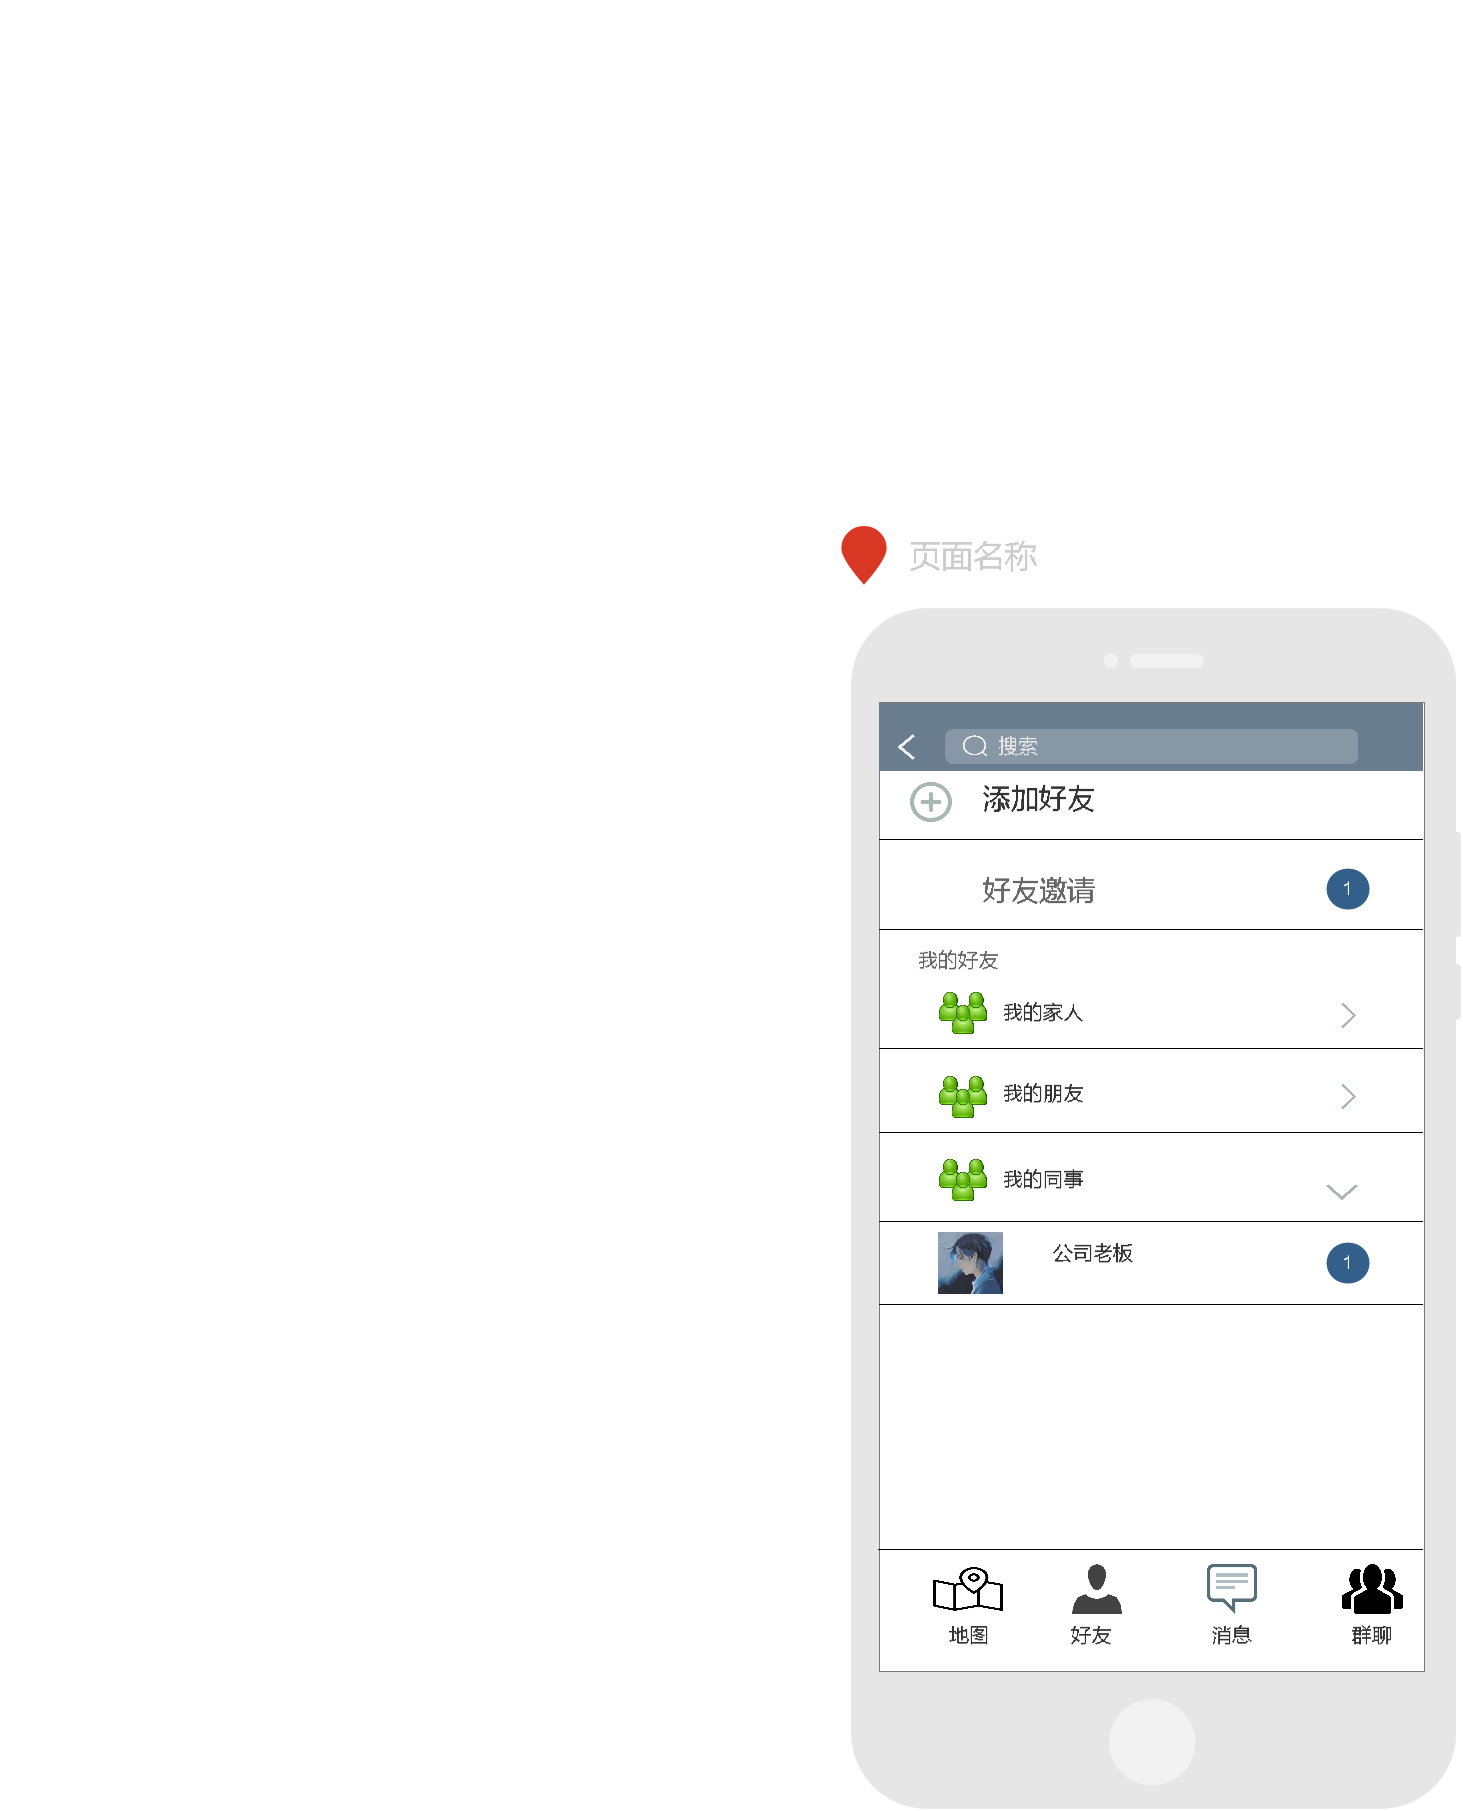 页面名称
搜索
添加好友
好友邀请 1
我的好友
我的家人
我的朋友
我的同事
公司老板 1
地图 好友 消息 群聊